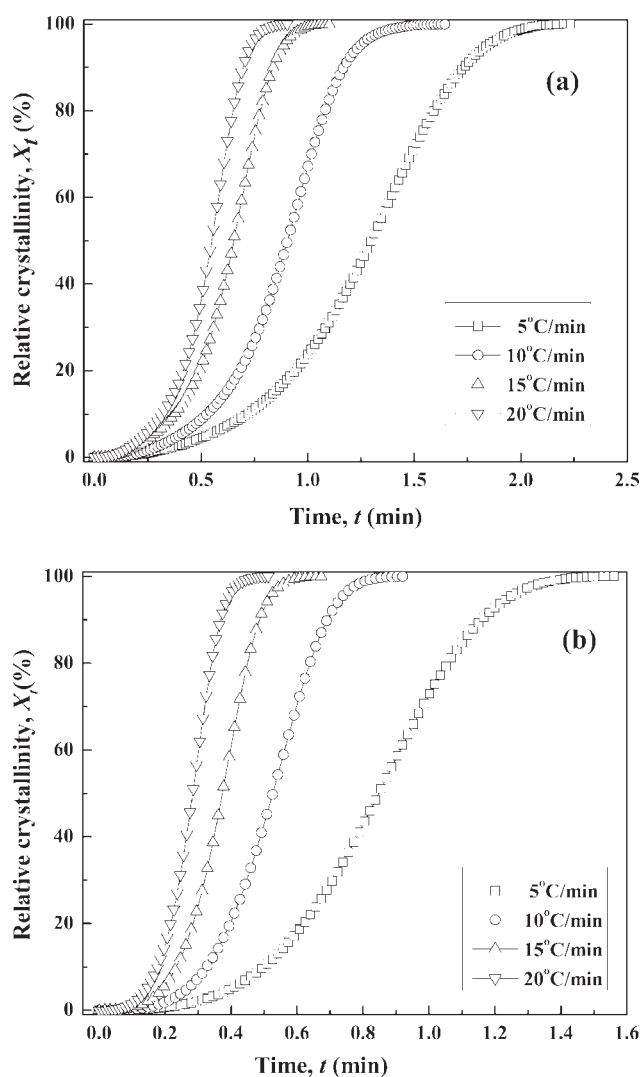 100
80
60
40
20
0
Relative crystallinity, Xₜ (%)
(a)
5°C/min
10°C/min
15°C/min
20°C/min
0.0 0.5 1.0 1.5 2.0 2.5
Time, t (min)
100
80
60
40
20
0
Relative crystallinity, Xₜ(%)
(b)
5°C/min
10°C/min
15°C/min
20°C/min
0.0 0.2 0.4 0.6 0.8 1.0 1.2 1.4 1.6
Time, t (min)